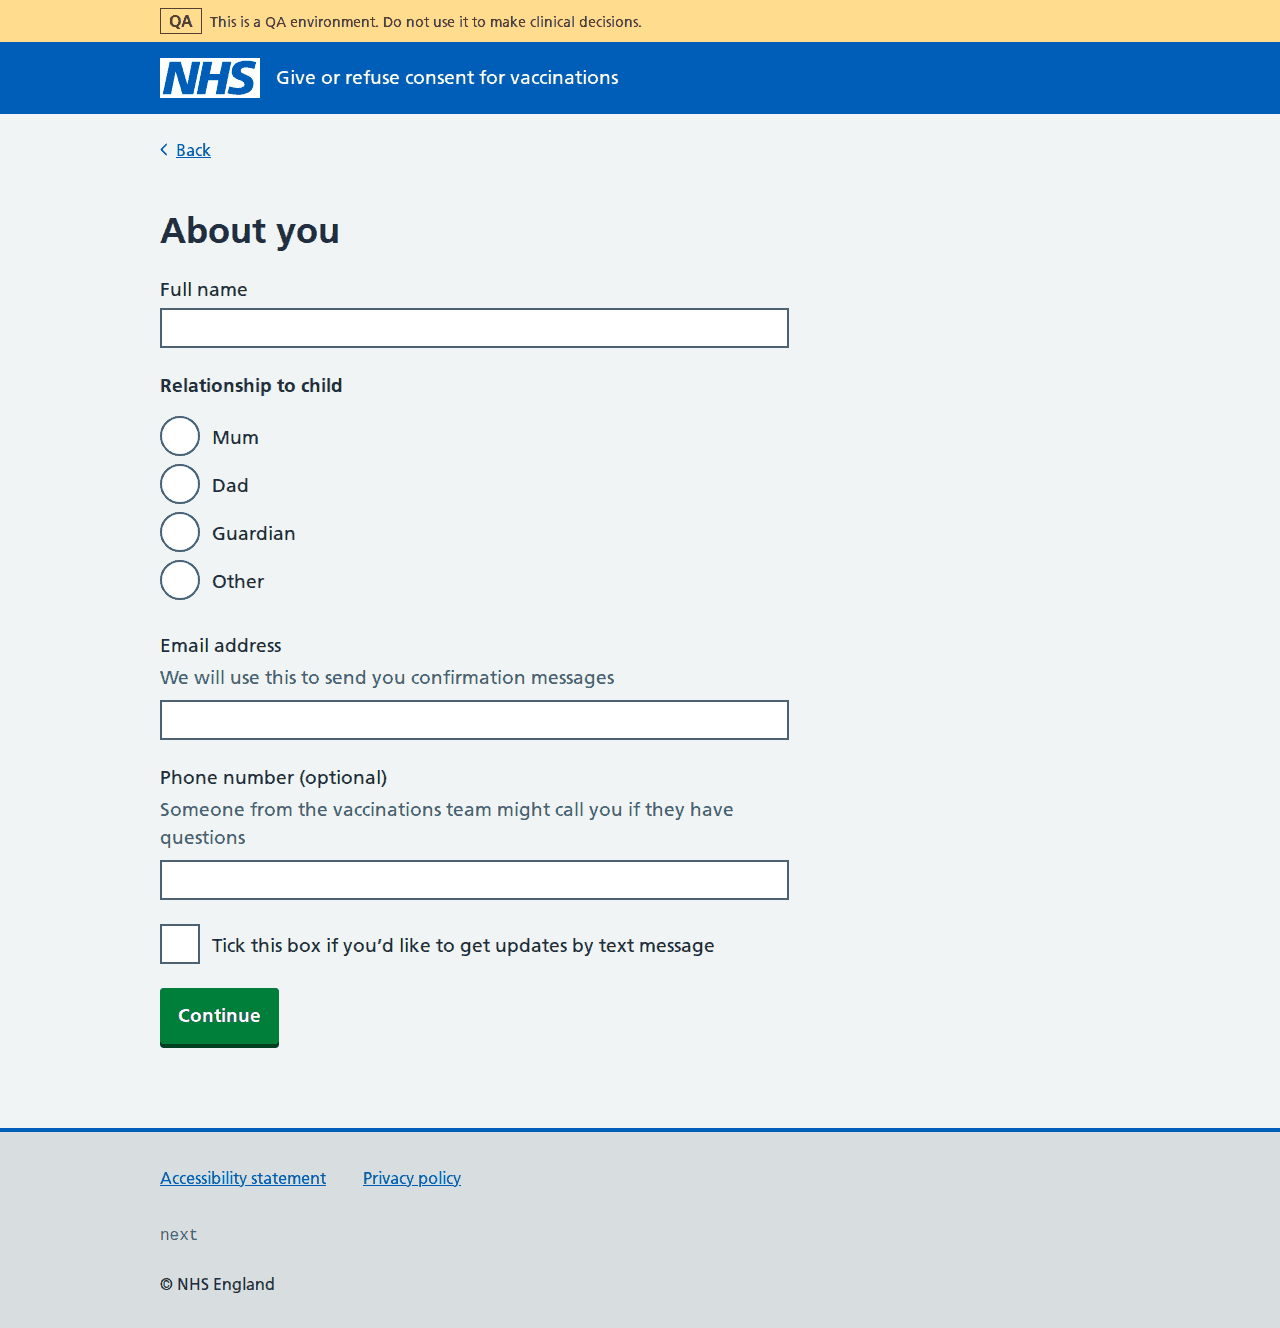 QA This is a QA environment. Do not use it to make clinical decisions.
NHS Give or refuse consent for vaccinations
Back
About you
Full name
Relationship to child
Mum
Dad
Guardian
Other
Email address
We will use this to send you confirmation messages
Phone number (optional)
Someone from the vaccinations team might call you if they have
questions
Tick this box if you’d like to get updates by text message
Continue
Accessibility statement Privacy policy
next
© NHS England